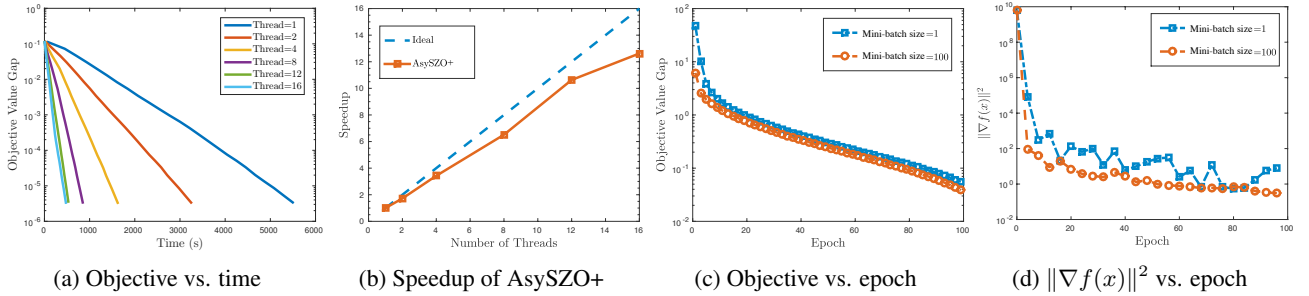 Objective Value Gap
10^0
10^-1
10^-2
10^-3
10^-4
10^-5
10^-6
Thread=1
Thread=2
Thread=4
Thread=8
Thread=12
Thread=16
0 1000 2000 3000 4000 5000 6000
Time (s)
(a) Objective vs. time
Speedup
16
14
12
10
8
6
4
2
0
Ideal
AsySZO+
0 2 4 6 8 10 12 14 16
Number of Threads
(b) Speedup of AsySZO+
Objective Value Gap
10^2
10^1
10^0
10^-1
10^-2
Mini-batch size=1
Mini-batch size=100
0 20 40 60 80 100
Epoch
(c) Objective vs. epoch
‖∇f(x)‖^2
10^10
10^8
10^6
10^4
10^2
10^0
10^-2
Mini-batch size=1
Mini-batch size=100
0 20 40 60 80 100
Epoch
(d) ‖∇f(x)‖^2 vs. epoch